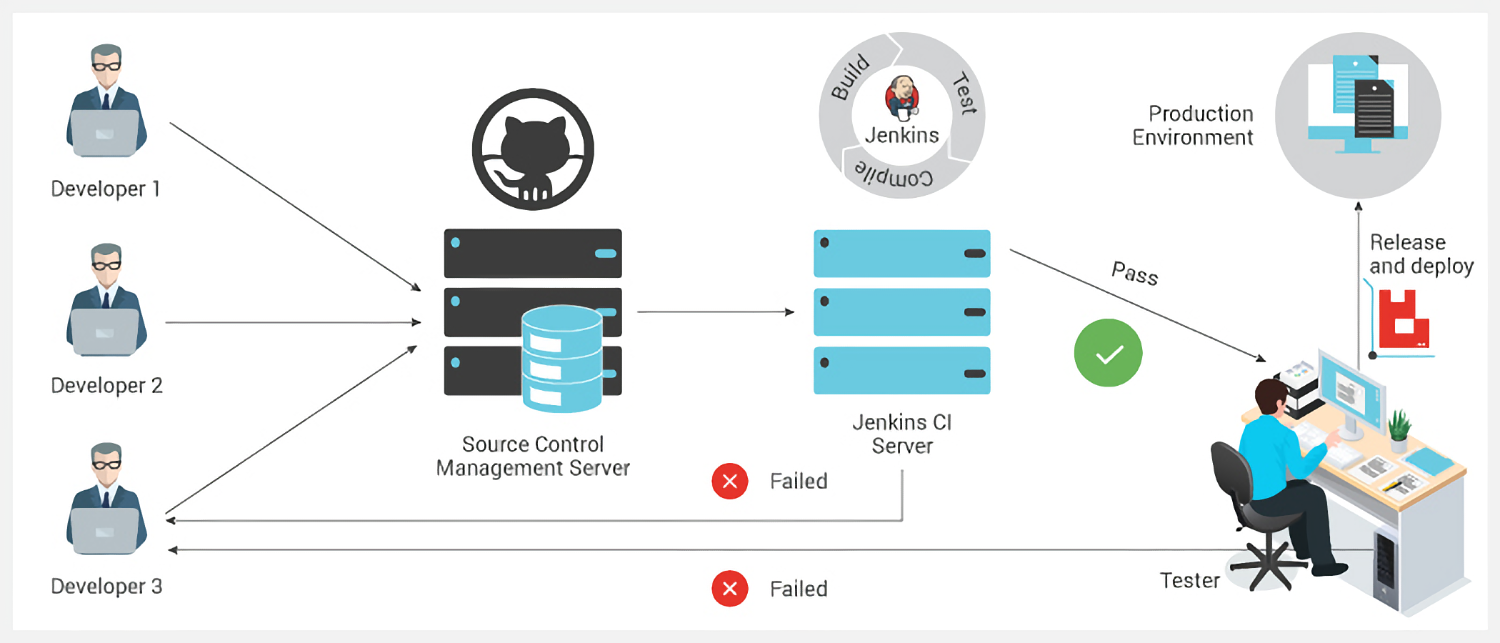 Developer 1
Developer 2
Developer 3
Source Control
Management Server
Build
Test
Compile
Jenkins
Jenkins CI
Server
Pass
Failed
Failed
Production
Environment
Release
and deploy
Tester